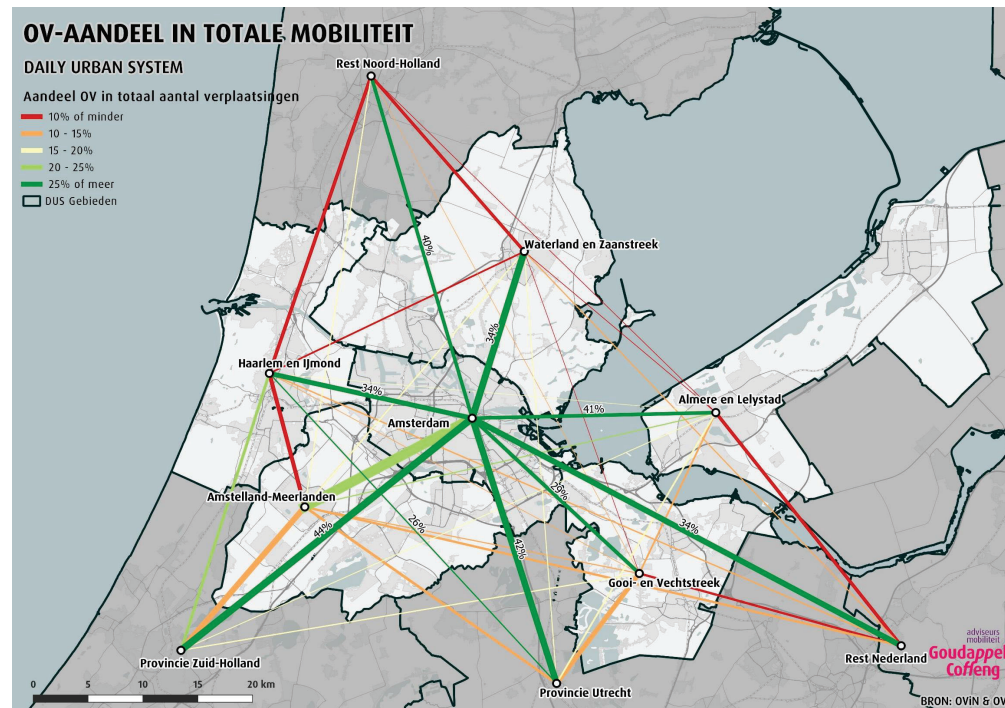 OV-AANDEEL IN TOTALE MOBILITEIT
DAILY URBAN SYSTEM
Aandeel OV in totaal aantal verplaatsingen
10% of minder
10 - 15%
15 - 20%
20 - 25%
25% of meer
DUS Gebieden
Rest Noord-Holland
40%
Waterland en Zaanstreek
34%
Haarlem en IJmond
34%
Almere en Lelystad
41%
Amsterdam
29%
Amstelland-Meerlanden
44%
26%
42%
34%
Gooi- en Vechtstreek
Provincie Zuid-Holland
Rest Nederland
Provincie Utrecht
adviseurs
mobiliteit
Goudappel
Coffeng
0 5 10 15 20 km
BRON: OViN & OV